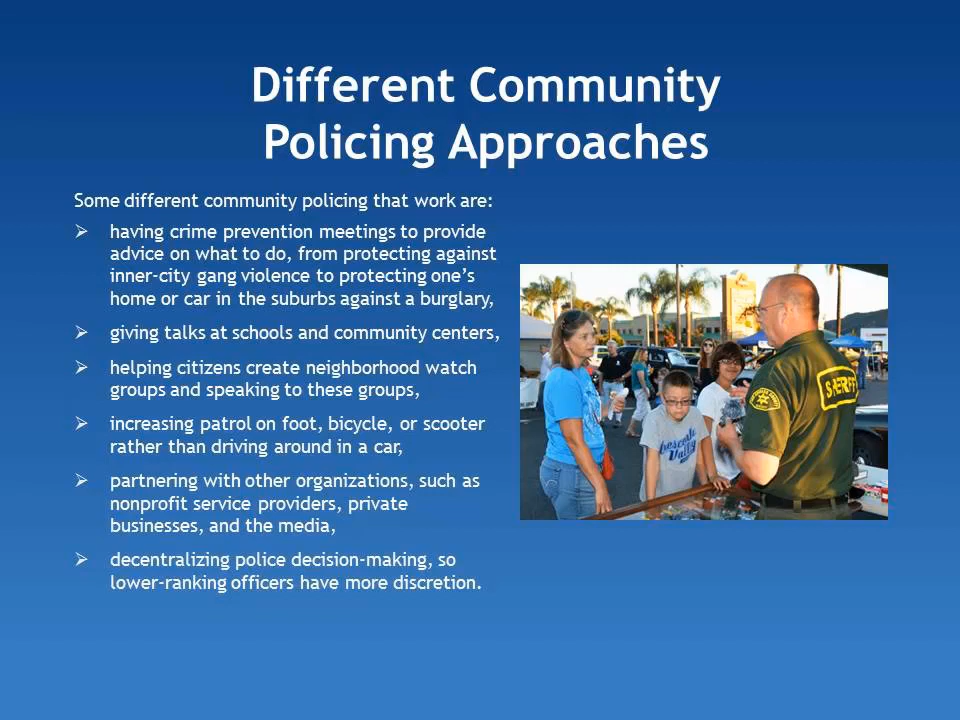 Different Community
Policing Approaches
Some different community policing that work are:
➢ having crime prevention meetings to provide
advice on what to do, from protecting against
inner-city gang violence to protecting one's
home or car in the suburbs against a burglary,
➢ giving talks at schools and community centers,
➢ helping citizens create neighborhood watch
groups and speaking to these groups,
➢ increasing patrol on foot, bicycle, or scooter
rather than driving around in a car,
➢ partnering with other organizations, such as
nonprofit service providers, private
businesses, and the media,
➢ decentralizing police decision-making, so
lower-ranking officers have more discretion.
SHERIFF
Valley